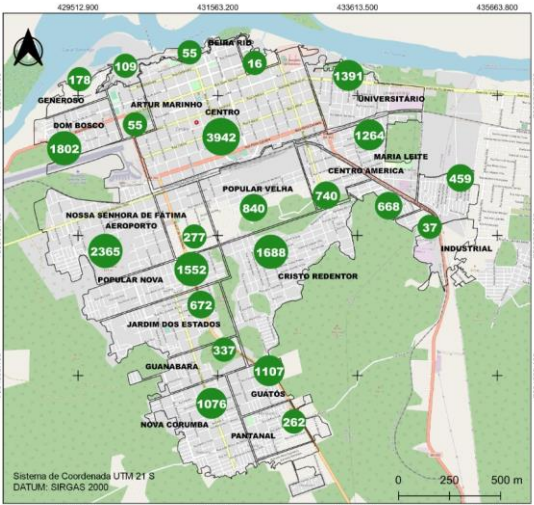 429512.900 431563.200 433613.500 435663.800
BEIRA RIO
55
109
16
178
1391
GENEROSO
ARTUR MARINHO
UNIVERSITÁRIO
CENTRO
DOM BOSCO
55
3942
1264
1802
MARIA LEITE
CENTRO AMERICA
459
POPULAR VELHA
740
840
668
NOSSA SENHORA DE FÁTIMA
AEROPORTO
37
277
2365
1688
INDUSTRIAL
1552
CRISTO REDENTOR
POPULAR NOVA
672
JARDIM DOS ESTADOS
337
GUANABARA
1107
GUATÓS
1076
262
NOVA CORUMBA
PANTANAL
Sistema de Coordenada UTM 21 S
DATUM: SIRGAS 2000
0 250 500 m